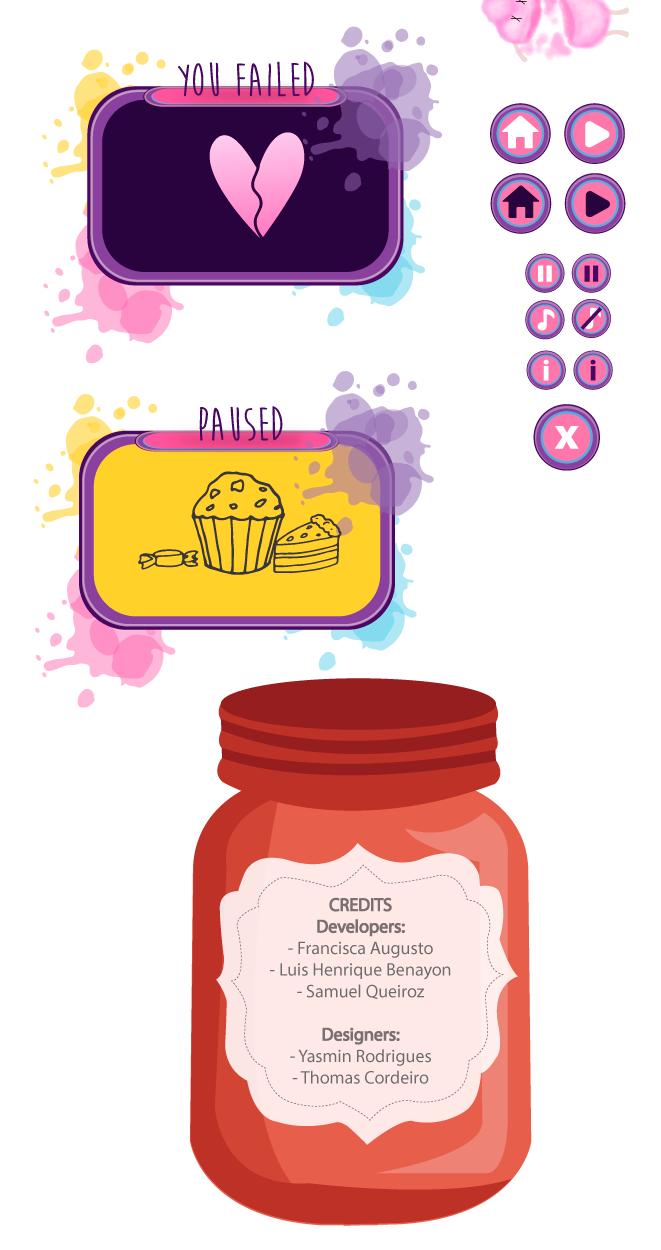 YOU FAILED
i i
PAUSED
X
CREDITS
Developers:
- Francisca Augusto
- Luis Henrique Benayon
- Samuel Queiroz
Designers:
- Yasmin Rodrigues
- Thomas Cordeiro